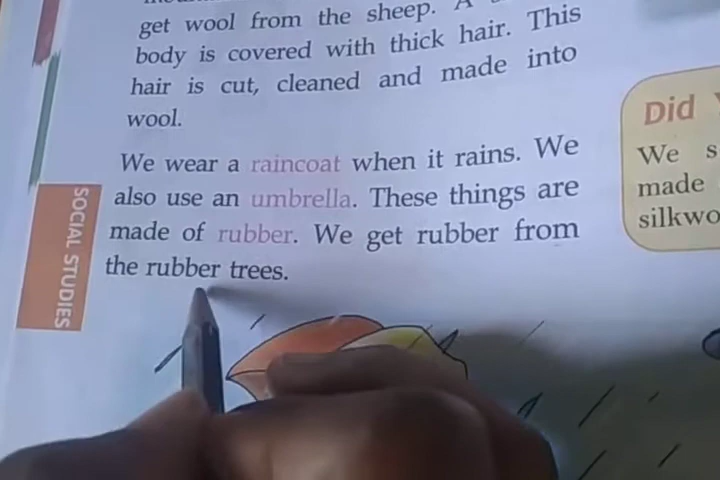 get wool from the sheep. A
body is covered with thick hair. This
hair is cut, cleaned and made into
wool.
We wear a raincoat when it rains. We
also use an umbrella. These things are
made of rubber. We get rubber from
the rubber trees.
SOCIAL STUDIES
Did
We s
made
silkwo